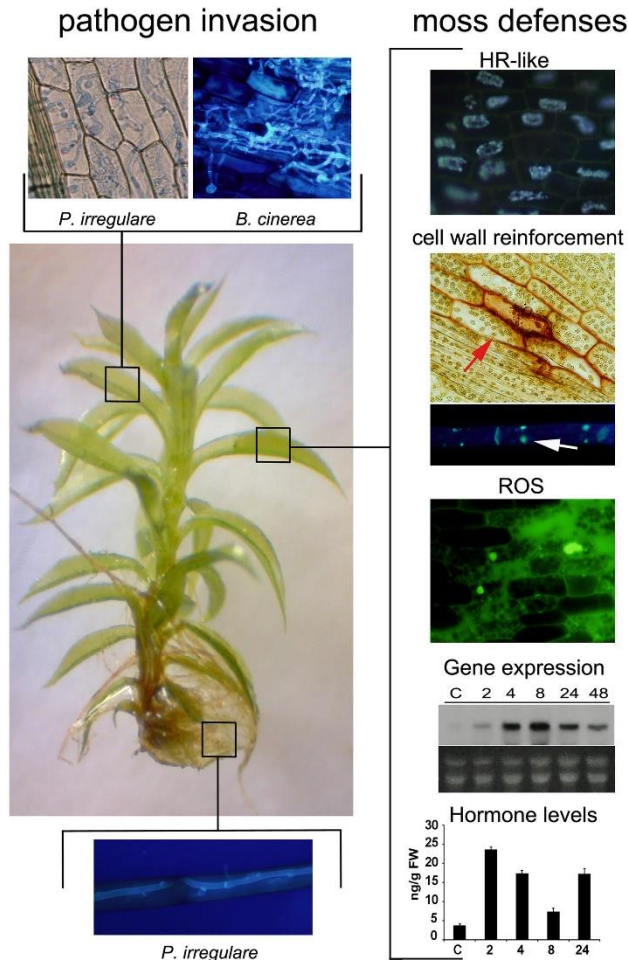 pathogen invasion
P. irregulare
B. cinerea
P. irregulare
moss defenses
HR-like
cell wall reinforcement
ROS
Gene expression
C 2 4 8 24 48
Hormone levels
ng/g FW
30
25
20
15
10
5
0
C 2 4 8 24